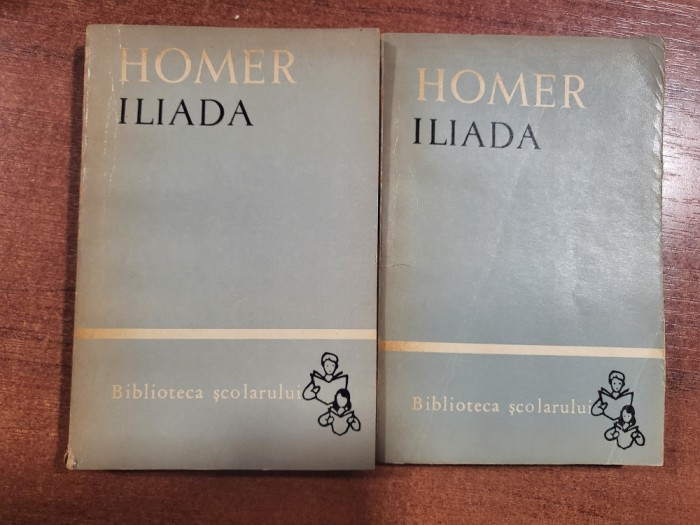 HOMER
ILIADA
Biblioteca școlarului
HOMER
ILIADA
Biblioteca școlarului